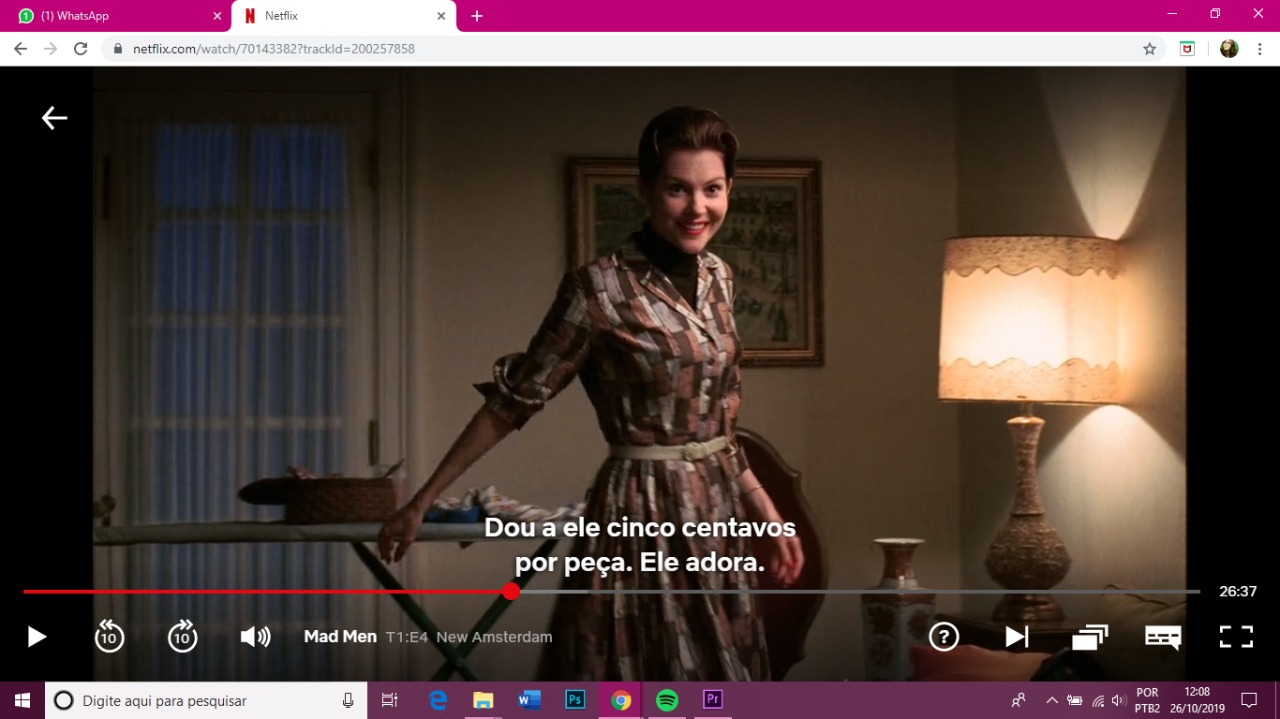 (1) WhatsApp
Netflix
netflix.com/watch/70143382?trackId=200257858
Dou a ele cinco centavos
por peça. Ele adora.
26:37
10
10
Mad Men T1:E4 New Amsterdam
?
Digite aqui para pesquisar
W
Ps
Pr
POR
PTB2
12:08
26/10/2019